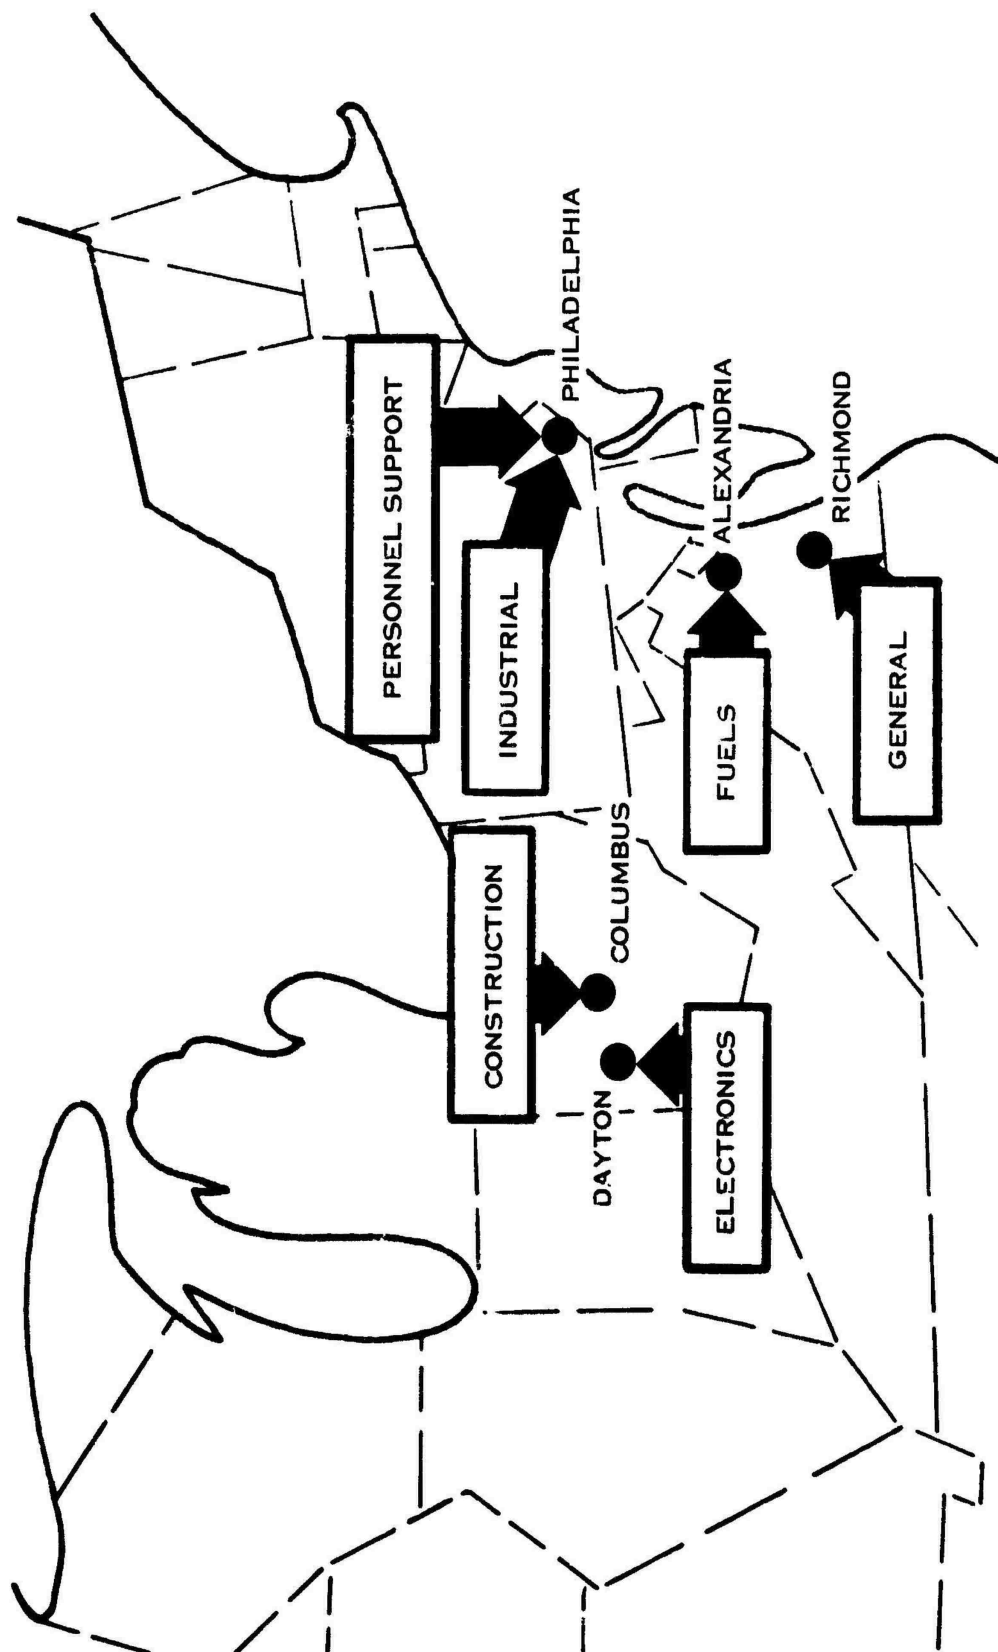 PERSONNEL SUPPORT
INDUSTRIAL
PHILADELPHIA
CONSTRUCTION
COLUMBUS
DAYTON
ELECTRONICS
FUELS
ALEXANDRIA
RICHMOND
GENERAL